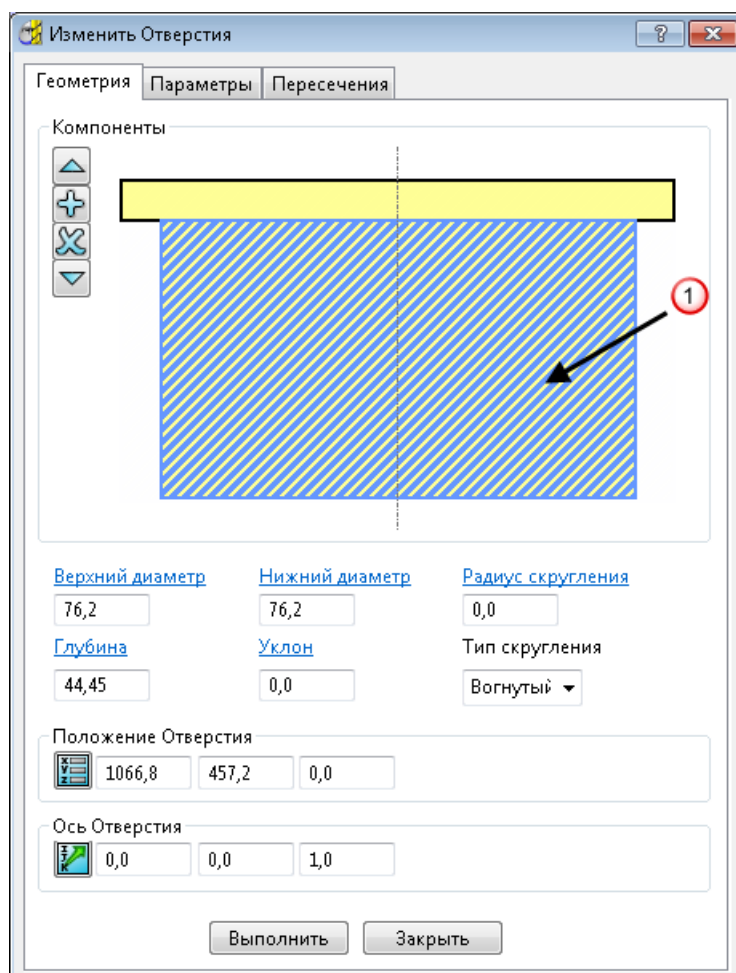 Изменить Отверстия
Геометрия Параметры Пересечения
Компоненты
1
Верхний диаметр Нижний диаметр Радиус скругления
76,2 76,2 0,0
Глубина Уклон Тип скругления
44,45 0,0 Вогнутый
Положение Отверстия
X Y Z 1066,8 457,2 0,0
Ось Отверстия
I J K 0,0 0,0 1,0
Выполнить Закрыть